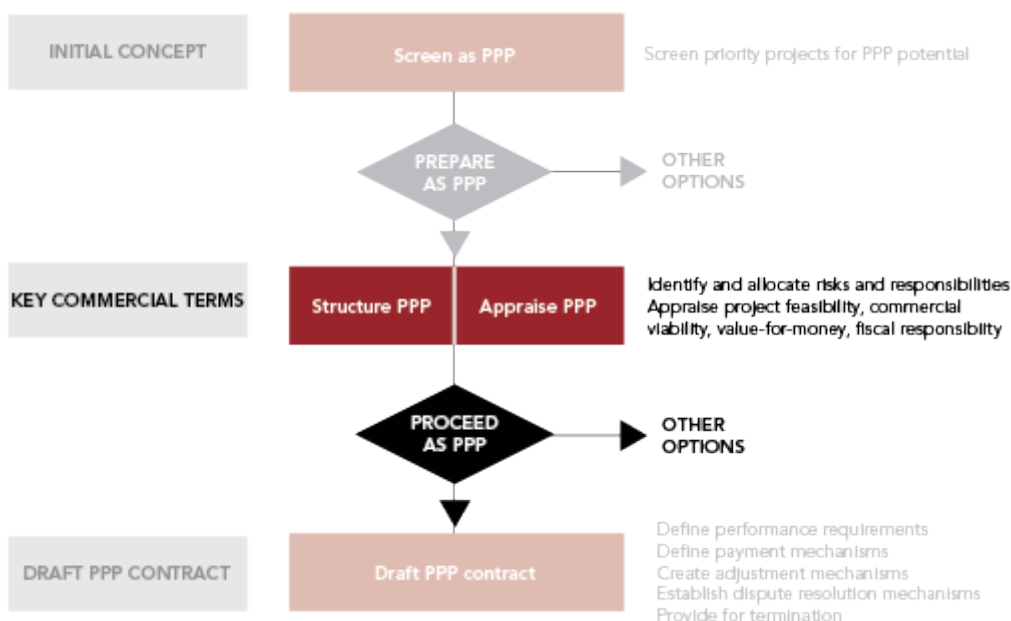 INITIAL CONCEPT
Screen as PPP
Screen priority projects for PPP potential
PREPARE
AS PPP
OTHER
OPTIONS
KEY COMMERCIAL TERMS
Structure PPP
Appraise PPP
Identify and allocate risks and responsibilities
Appraise project feasibility, commercial
viability, value-for-money, fiscal responsiblity
PROCEED
AS PPP
OTHER
OPTIONS
DRAFT PPP CONTRACT
Draft PPP contract
Define performance requirements
Define payment mechanisms
Create adjustment mechanisms
Establish dispute resolution mechanisms
Provide for termination